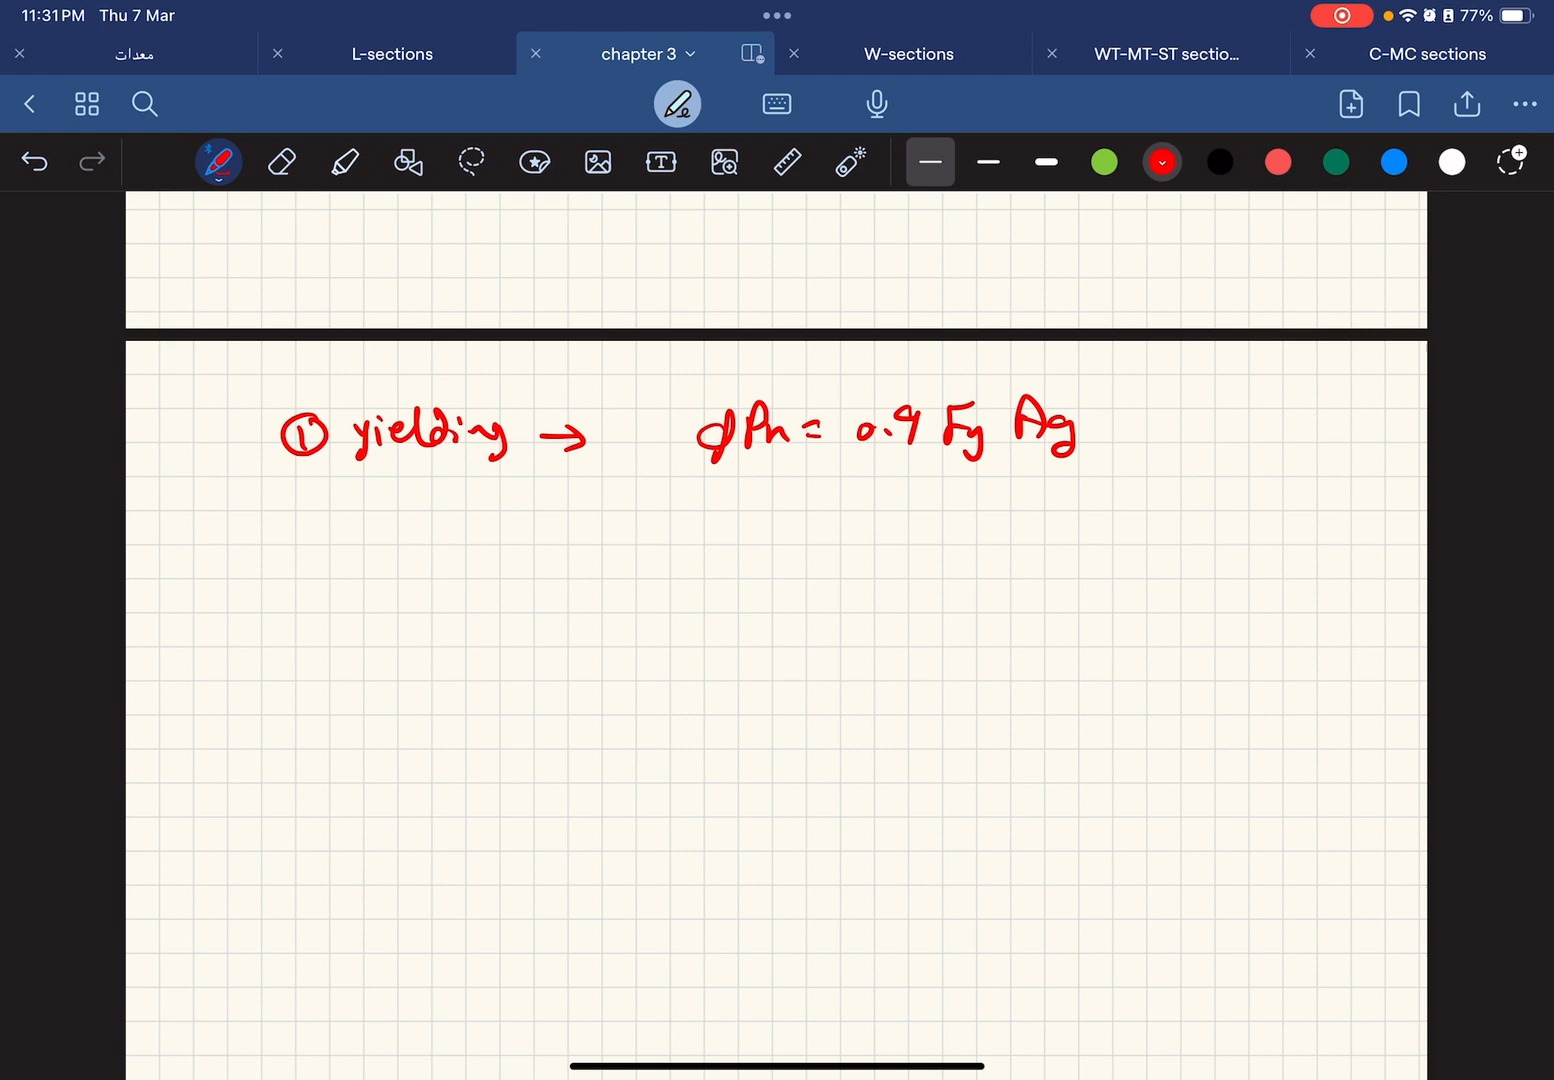 11:31 PM Thu 7 Mar 77%
معدات L-sections chapter 3 W-sections WT-MT-ST sectio... C-MC sections
① yielding → ϕPn = 0.9 Fy Ag